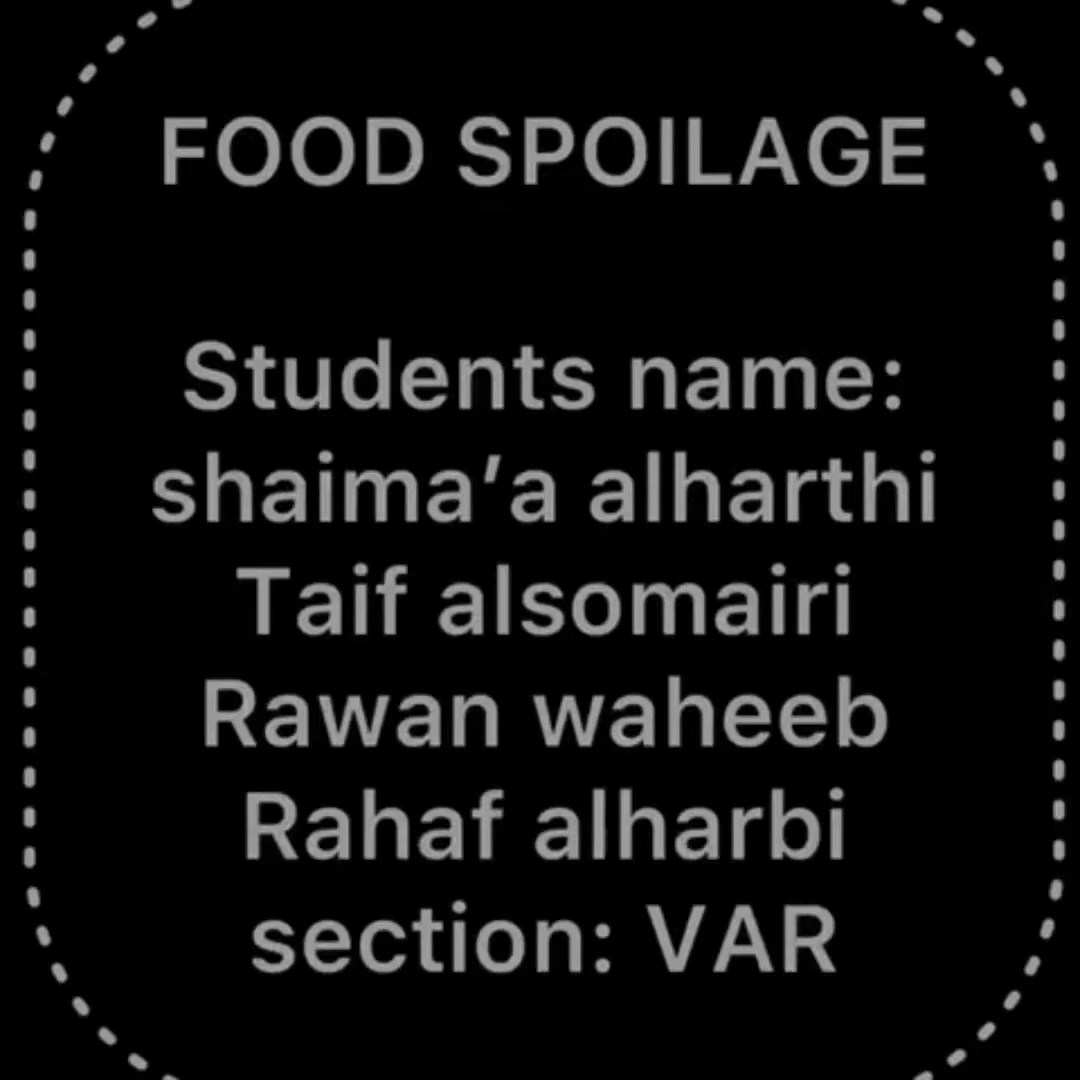 FOOD SPOILAGE
Students name:
shaima’a alharthi
Taif alsomairi
Rawan waheeb
Rahaf alharbi
section: VAR